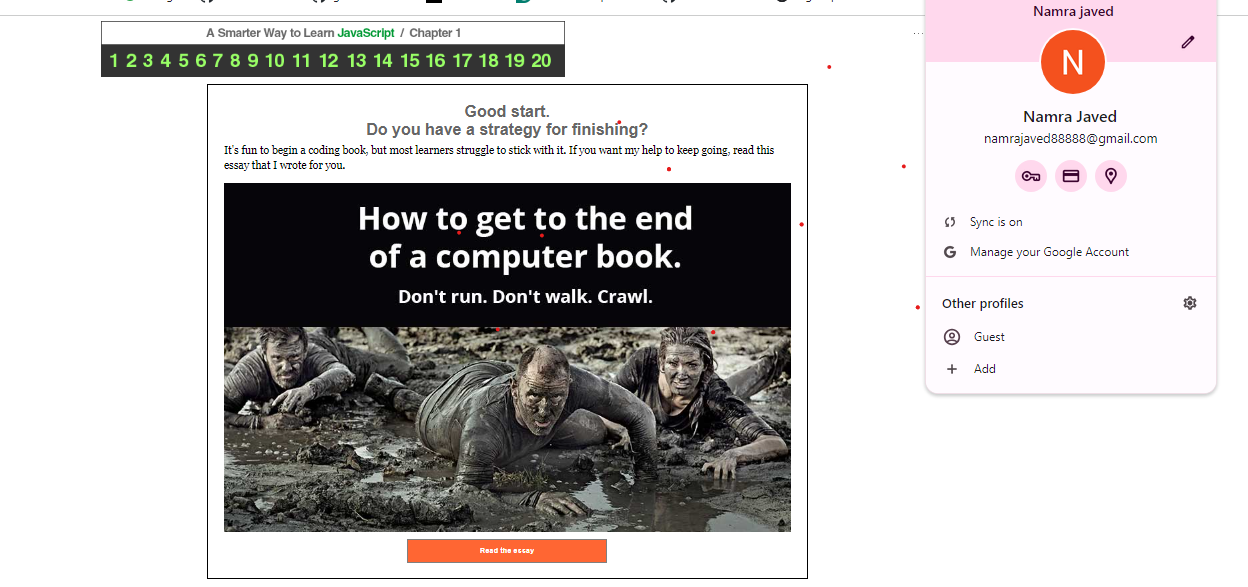 A Smarter Way to Learn JavaScript / Chapter 1
1 2 3 4 5 6 7 8 9 10 11 12 13 14 15 16 17 18 19 20
Good start.
Do you have a strategy for finishing?
It's fun to begin a coding book, but most learners struggle to stick with it. If you want my help to keep going, read this
essay that I wrote for you.
How to get to the end
of a computer book.
Don't run. Don't walk. Crawl.
Read the essay
Namra javed
N
Namra Javed
namrajaved88888@gmail.com
Sync is on
Manage your Google Account
Other profiles
Guest
Add